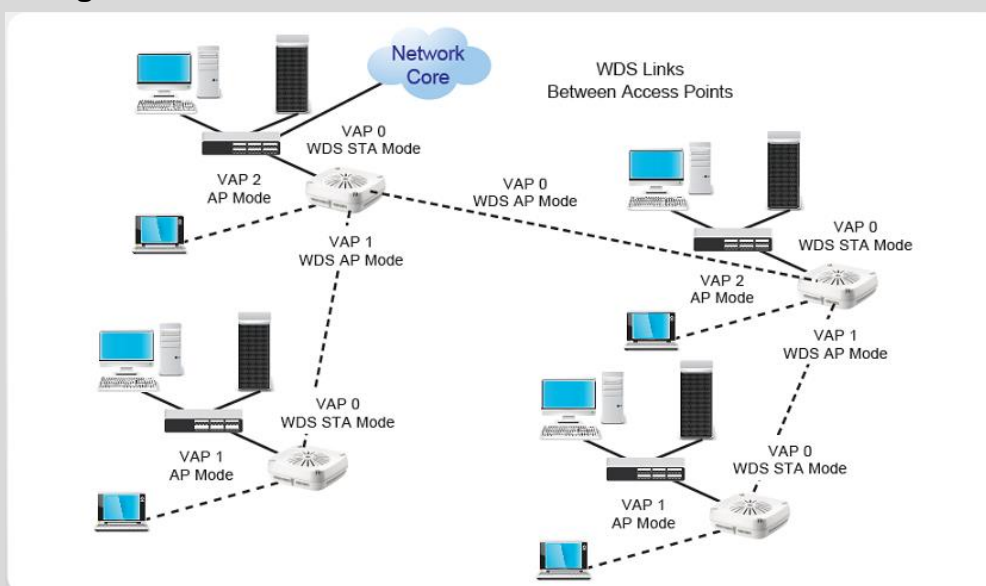 Network
Core
WDS Links
Between Access Points
VAP 0
WDS STA Mode
VAP 2
AP Mode
VAP 0
WDS AP Mode
VAP 1
WDS AP Mode
VAP 0
WDS STA Mode
VAP 2
AP Mode
VAP 1
WDS AP Mode
VAP 0
WDS STA Mode
VAP 1
AP Mode
VAP 0
WDS STA Mode
VAP 1
AP Mode